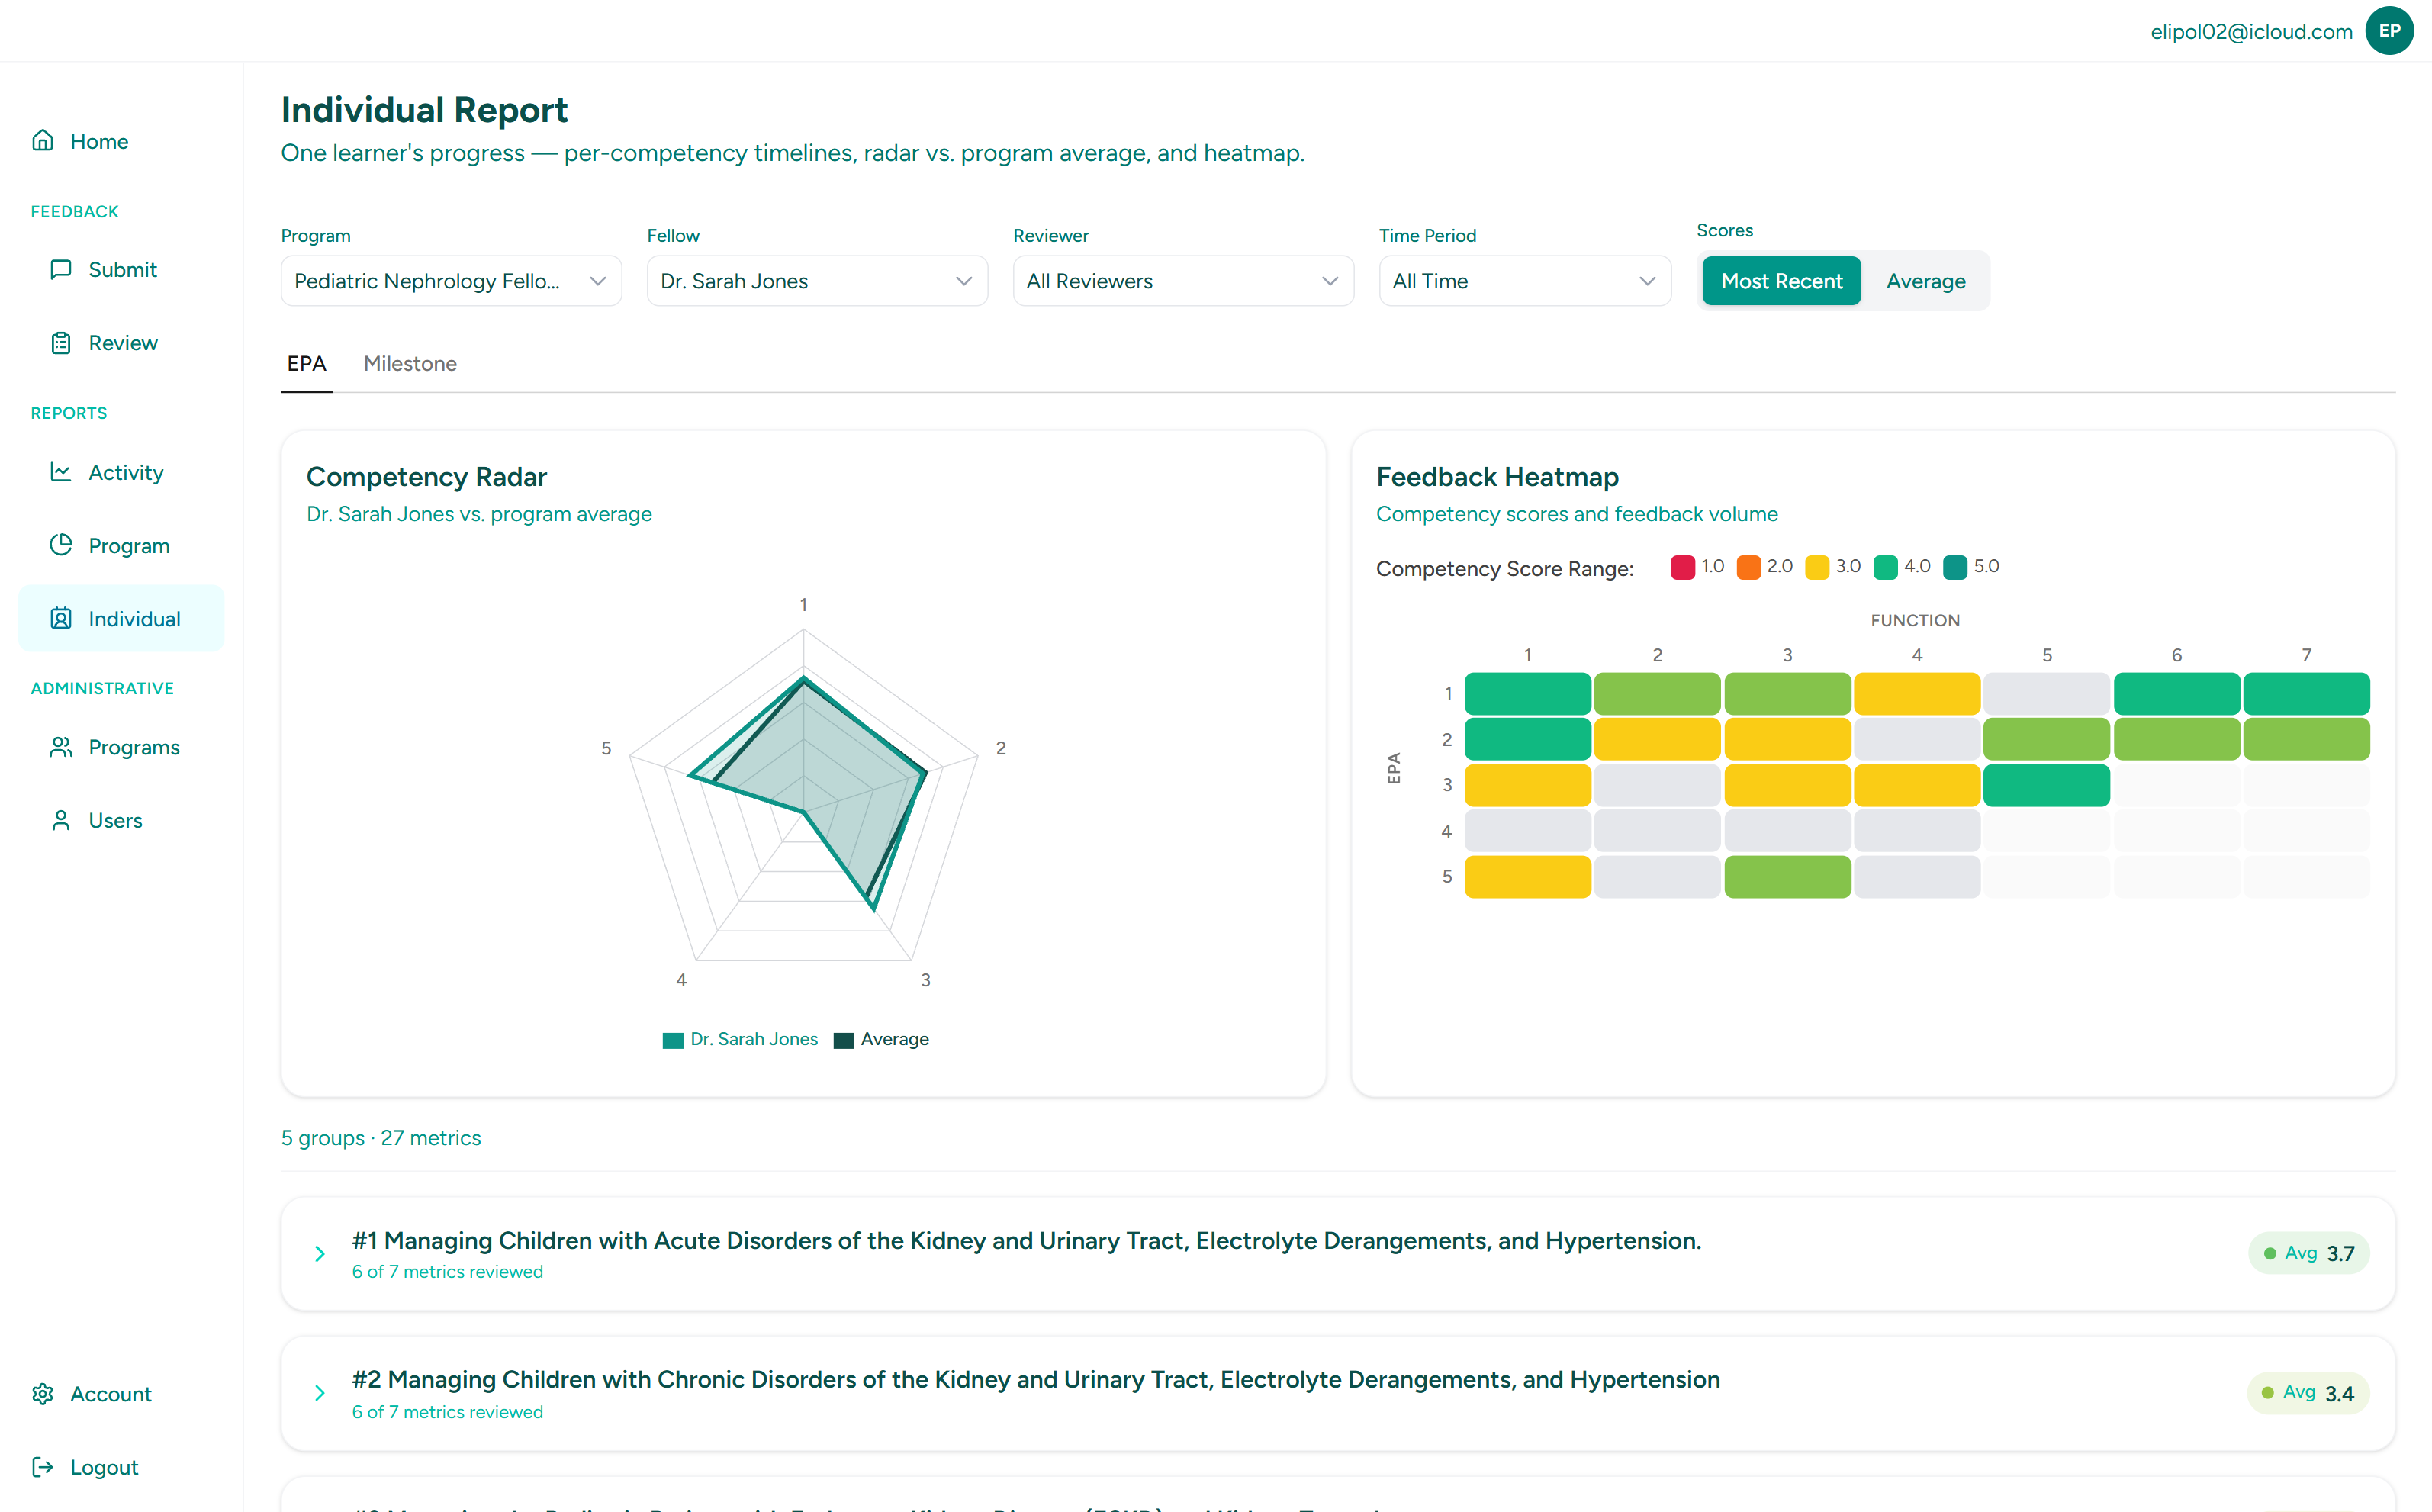 elipol02@icloud.com
EP
Home
FEEDBACK
Submit
Review
REPORTS
Activity
Program
Individual
ADMINISTRATIVE
Programs
Users
Account
Logout
Individual Report
One learner's progress — per-competency timelines, radar vs. program average, and heatmap.
Program
Fellow
Reviewer
Time Period
Scores
Pediatric Nephrology Fello...
Dr. Sarah Jones
All Reviewers
All Time
Most Recent
Average
EPA
Milestone
Competency Radar
Dr. Sarah Jones vs. program average
1
2
3
4
5
Dr. Sarah Jones
Average
Feedback Heatmap
Competency scores and feedback volume
Competency Score Range: 1.0 2.0 3.0 4.0 5.0
FUNCTION
1 2 3 4 5 6 7
EPA
1
2
3
4
5
5 groups · 27 metrics
#1 Managing Children with Acute Disorders of the Kidney and Urinary Tract, Electrolyte Derangements, and Hypertension.
6 of 7 metrics reviewed
Avg 3.7
#2 Managing Children with Chronic Disorders of the Kidney and Urinary Tract, Electrolyte Derangements, and Hypertension
6 of 7 metrics reviewed
Avg 3.4